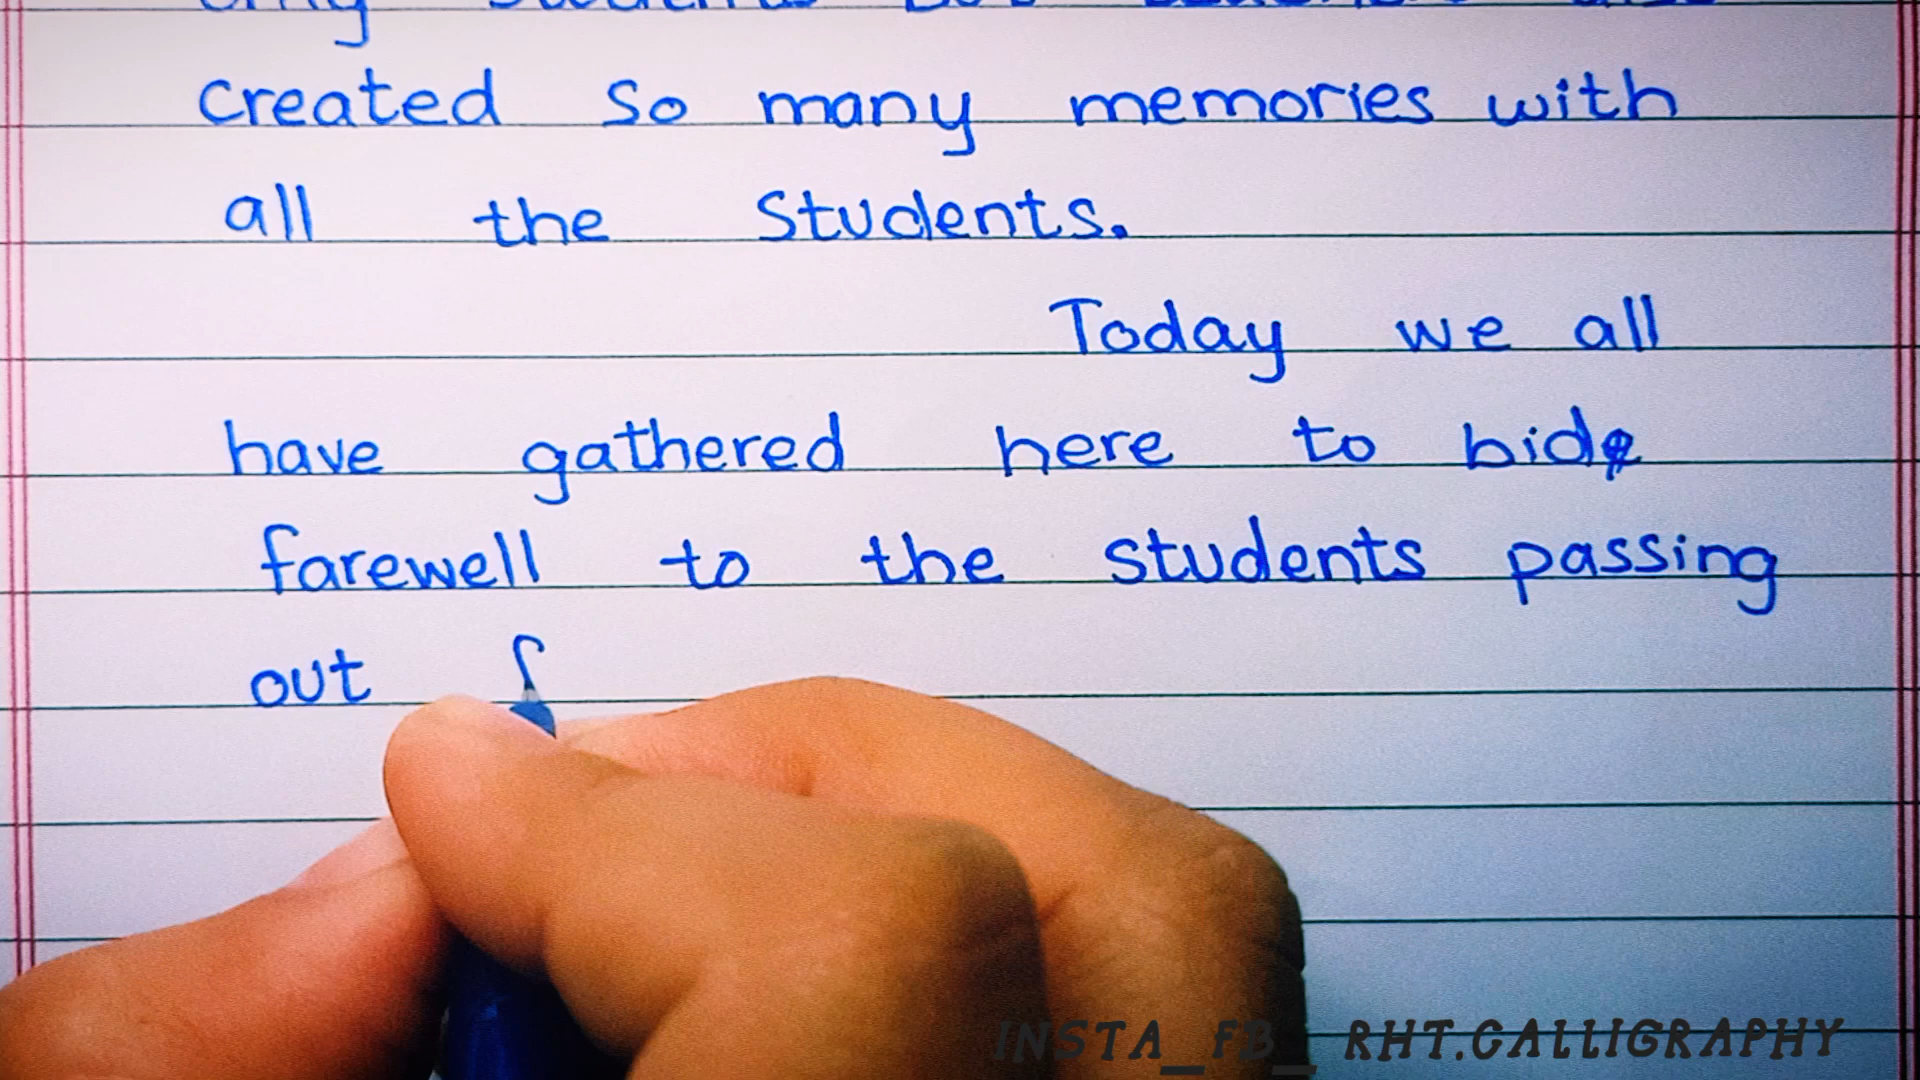 created so many memories with
all the Students.
Today we all
have gathered here to bid
farewell to the students passing
out f
INSTA_FB_ RHT.CALLIGRAPHY